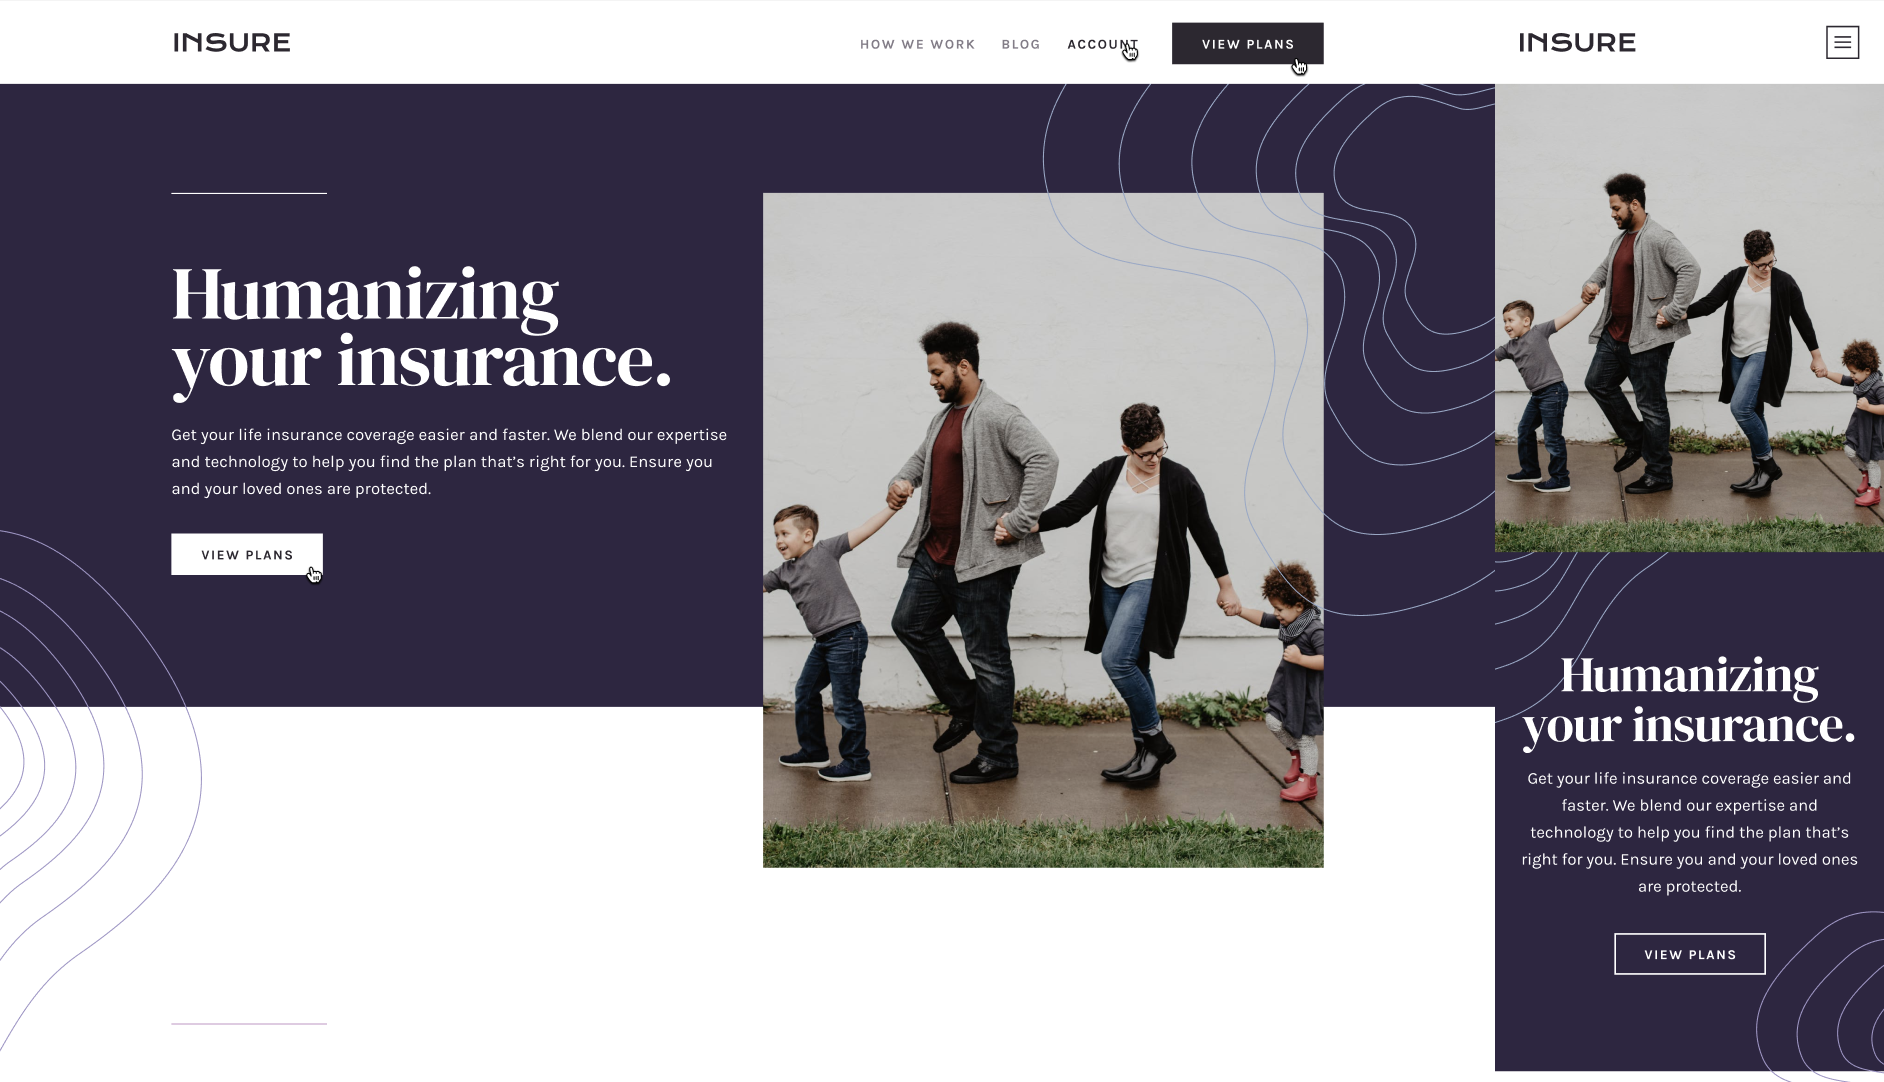 INSURE
HOW WE WORK
BLOG
ACCOUNT
VIEW PLANS
Humanizing
your insurance.
Get your life insurance coverage easier and faster. We blend our expertise
and technology to help you find the plan that’s right for you. Ensure you
and your loved ones are protected.
VIEW PLANS
INSURE
Humanizing
your insurance.
Get your life insurance coverage easier and
faster. We blend our expertise and
technology to help you find the plan that’s
right for you. Ensure you and your loved ones
are protected.
VIEW PLANS